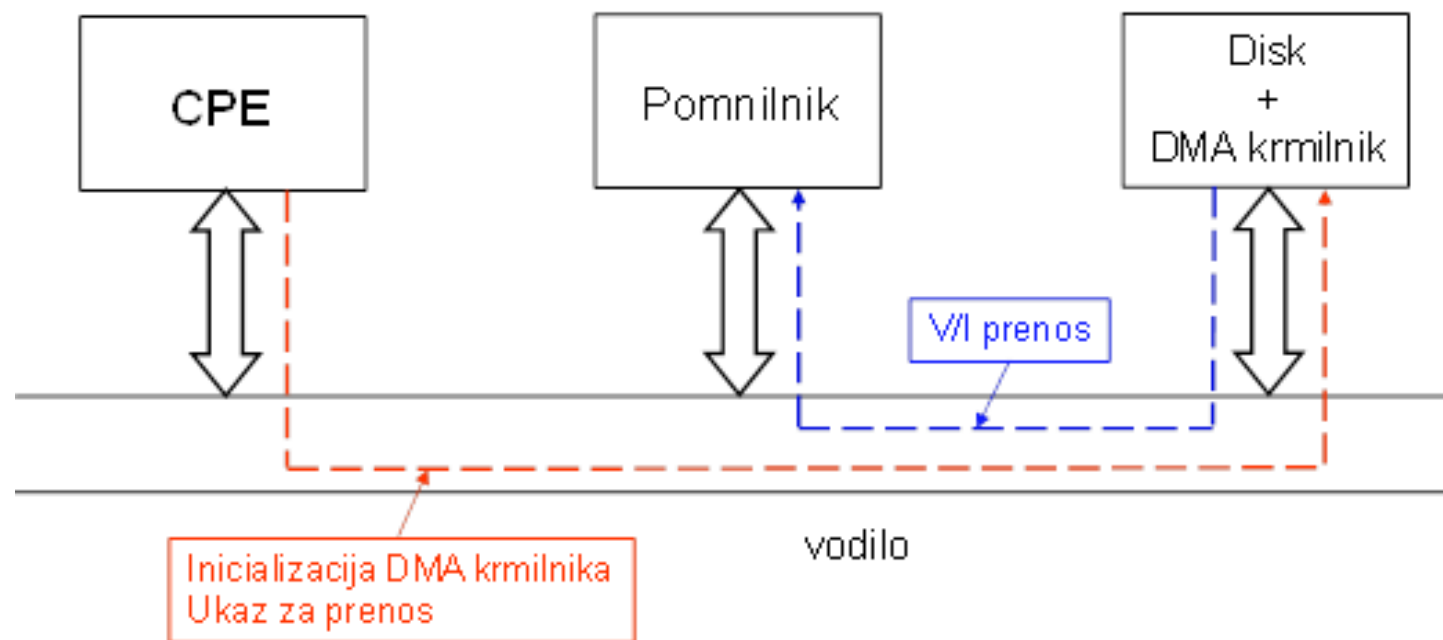 CPE
Pomnilnik
Disk
+
DMA krmilnik
V/I prenos
vodilo
Inicializacija DMA krmilnika
Ukaz za prenos